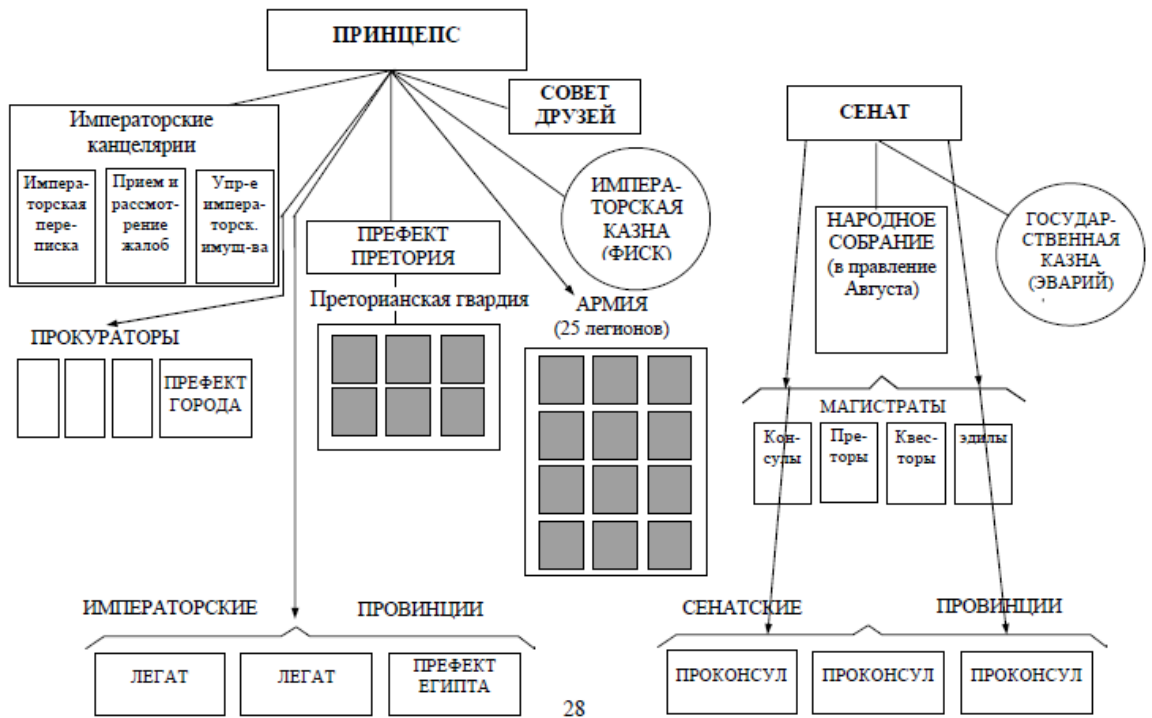 ПРИНЦЕПС
СОВЕТ
ДРУЗЕЙ
СЕНАТ
Императорские
канцелярии
Импера-
торская
пере-
писка
Прием и
рассмот-
рение
жалоб
Упр-е
импера-
торск.
имущ-ва
ПРЕФЕКТ
ПРЕТОРИЯ
ИМПЕРА-
ТОРСКАЯ
КАЗНА
(ФИСК)
НАРОДНОЕ
СОБРАНИЕ
(в правление
Августа)
ГОСУДАР-
СТВЕННАЯ
КАЗНА
(ЭВАРИЙ)
Преторианская гвардия
АРМИЯ
(25 легионов)
ПРОКУРАТОРЫ
ПРЕФЕКТ
ГОРОДА
МАГИСТРАТЫ
Кон-
сулы
Пре-
торы
Квес-
торы
эдилы
ИМПЕРАТОРСКИЕ ПРОВИНЦИИ
ЛЕГАТ
ЛЕГАТ
ПРЕФЕКТ
ЕГИПТА
СЕНАТСКИЕ ПРОВИНЦИИ
ПРОКОНСУЛ
ПРОКОНСУЛ
ПРОКОНСУЛ
28